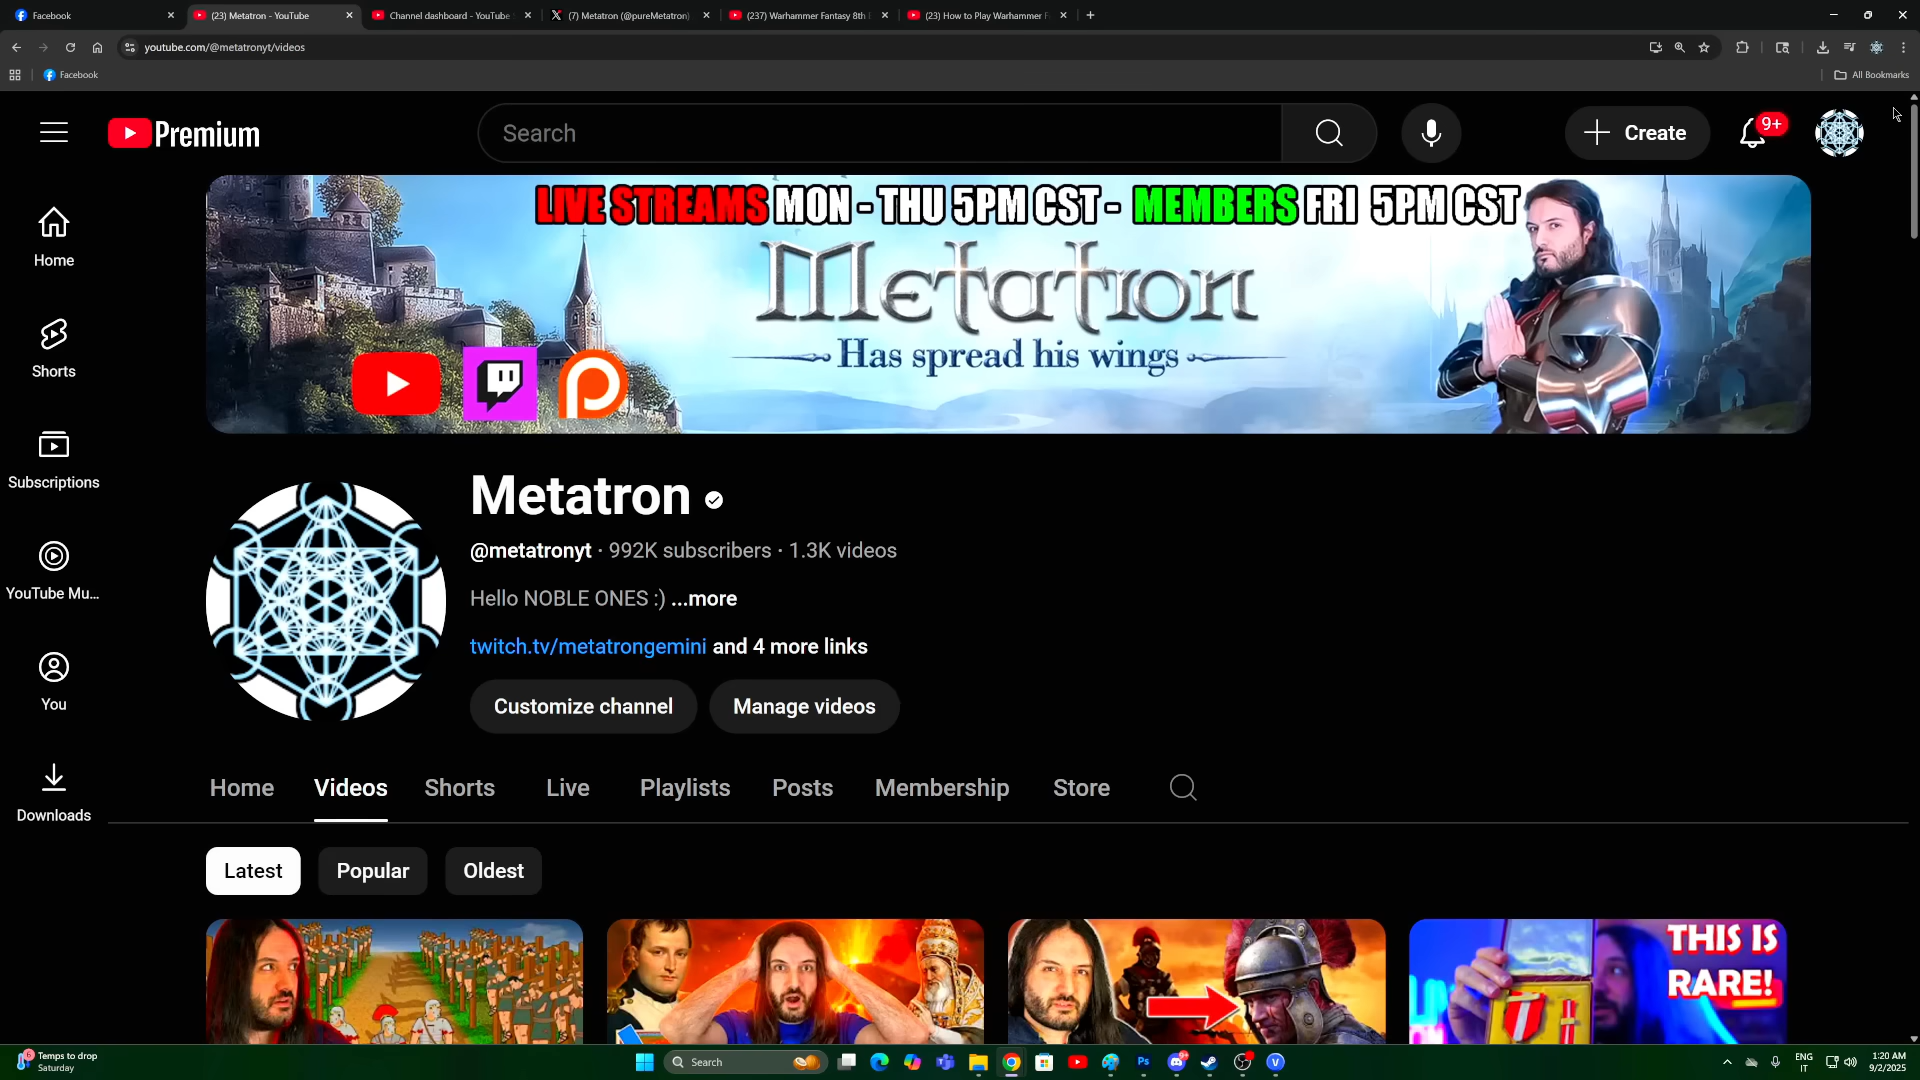 Facebook
(23) Metatron - YouTube
Channel dashboard - YouTube
(7) Metatron (@pureMetatron)
(237) Warhammer Fantasy 8th
(23) How to Play Warhammer F
youtube.com/@metatronyt/videos
Facebook
All Bookmarks
Premium
Search
Create
9+
LIVE STREAMS MON - THU 5PM CST - MEMBERS FRI 5PM CST
Metatron
Has spread his wings
Home
Shorts
Subscriptions
YouTube Mu...
You
Downloads
Metatron
@metatronyt · 992K subscribers · 1.3K videos
Hello NOBLE ONES :) ...more
twitch.tv/metatrongemini and 4 more links
Customize channel
Manage videos
Home
Videos
Shorts
Live
Playlists
Posts
Membership
Store
Latest
Popular
Oldest
THIS IS
RARE!
Temps to drop
Saturday
Search
ENG
IT
1:20 AM
9/2/2025